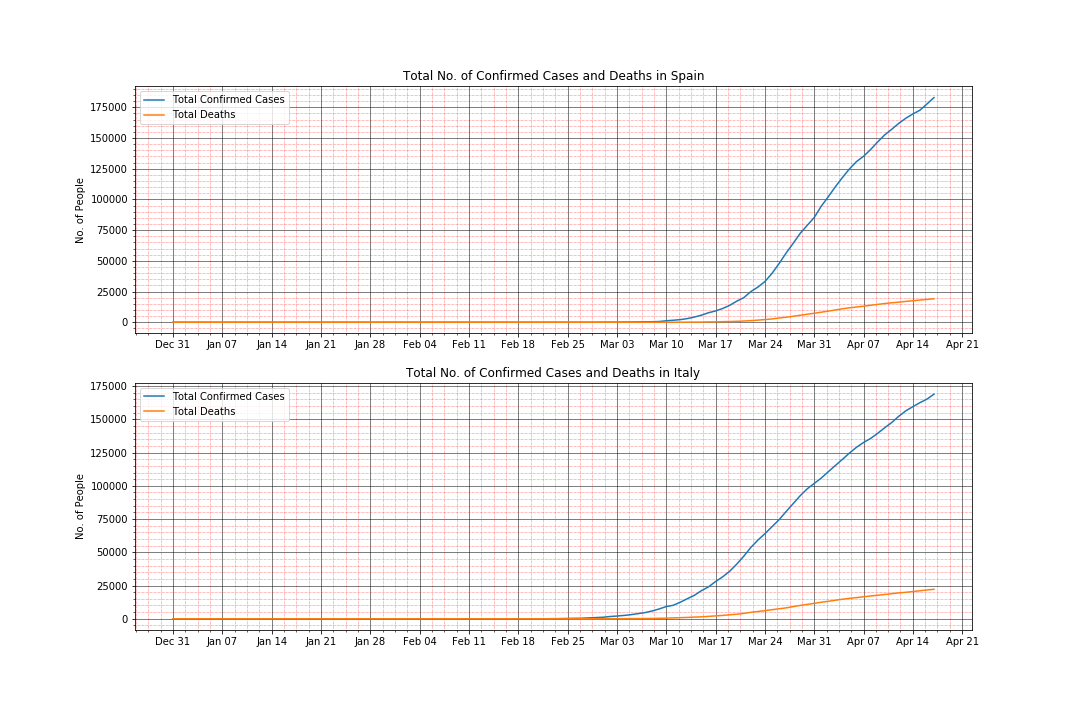 Total No. of Confirmed Cases and Deaths in Spain
Total Confirmed Cases
Total Deaths
No. of People
175000
150000
125000
100000
75000
50000
25000
0
Dec 31 Jan 07 Jan 14 Jan 21 Jan 28 Feb 04 Feb 11 Feb 18 Feb 25 Mar 03 Mar 10 Mar 17 Mar 24 Mar 31 Apr 07 Apr 14 Apr 21
Total No. of Confirmed Cases and Deaths in Italy
Total Confirmed Cases
Total Deaths
No. of People
175000
150000
125000
100000
75000
50000
25000
0
Dec 31 Jan 07 Jan 14 Jan 21 Jan 28 Feb 04 Feb 11 Feb 18 Feb 25 Mar 03 Mar 10 Mar 17 Mar 24 Mar 31 Apr 07 Apr 14 Apr 21